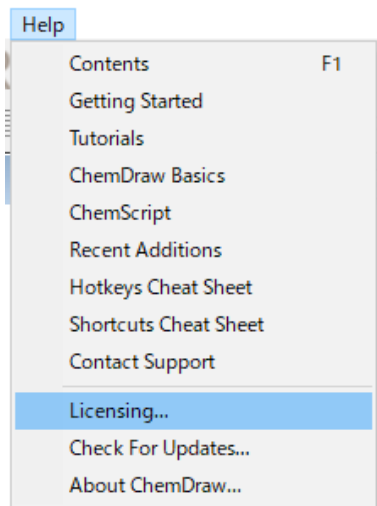 Help
Contents F1
Getting Started
Tutorials
ChemDraw Basics
ChemScript
Recent Additions
Hotkeys Cheat Sheet
Shortcuts Cheat Sheet
Contact Support
Licensing...
Check For Updates...
About ChemDraw...